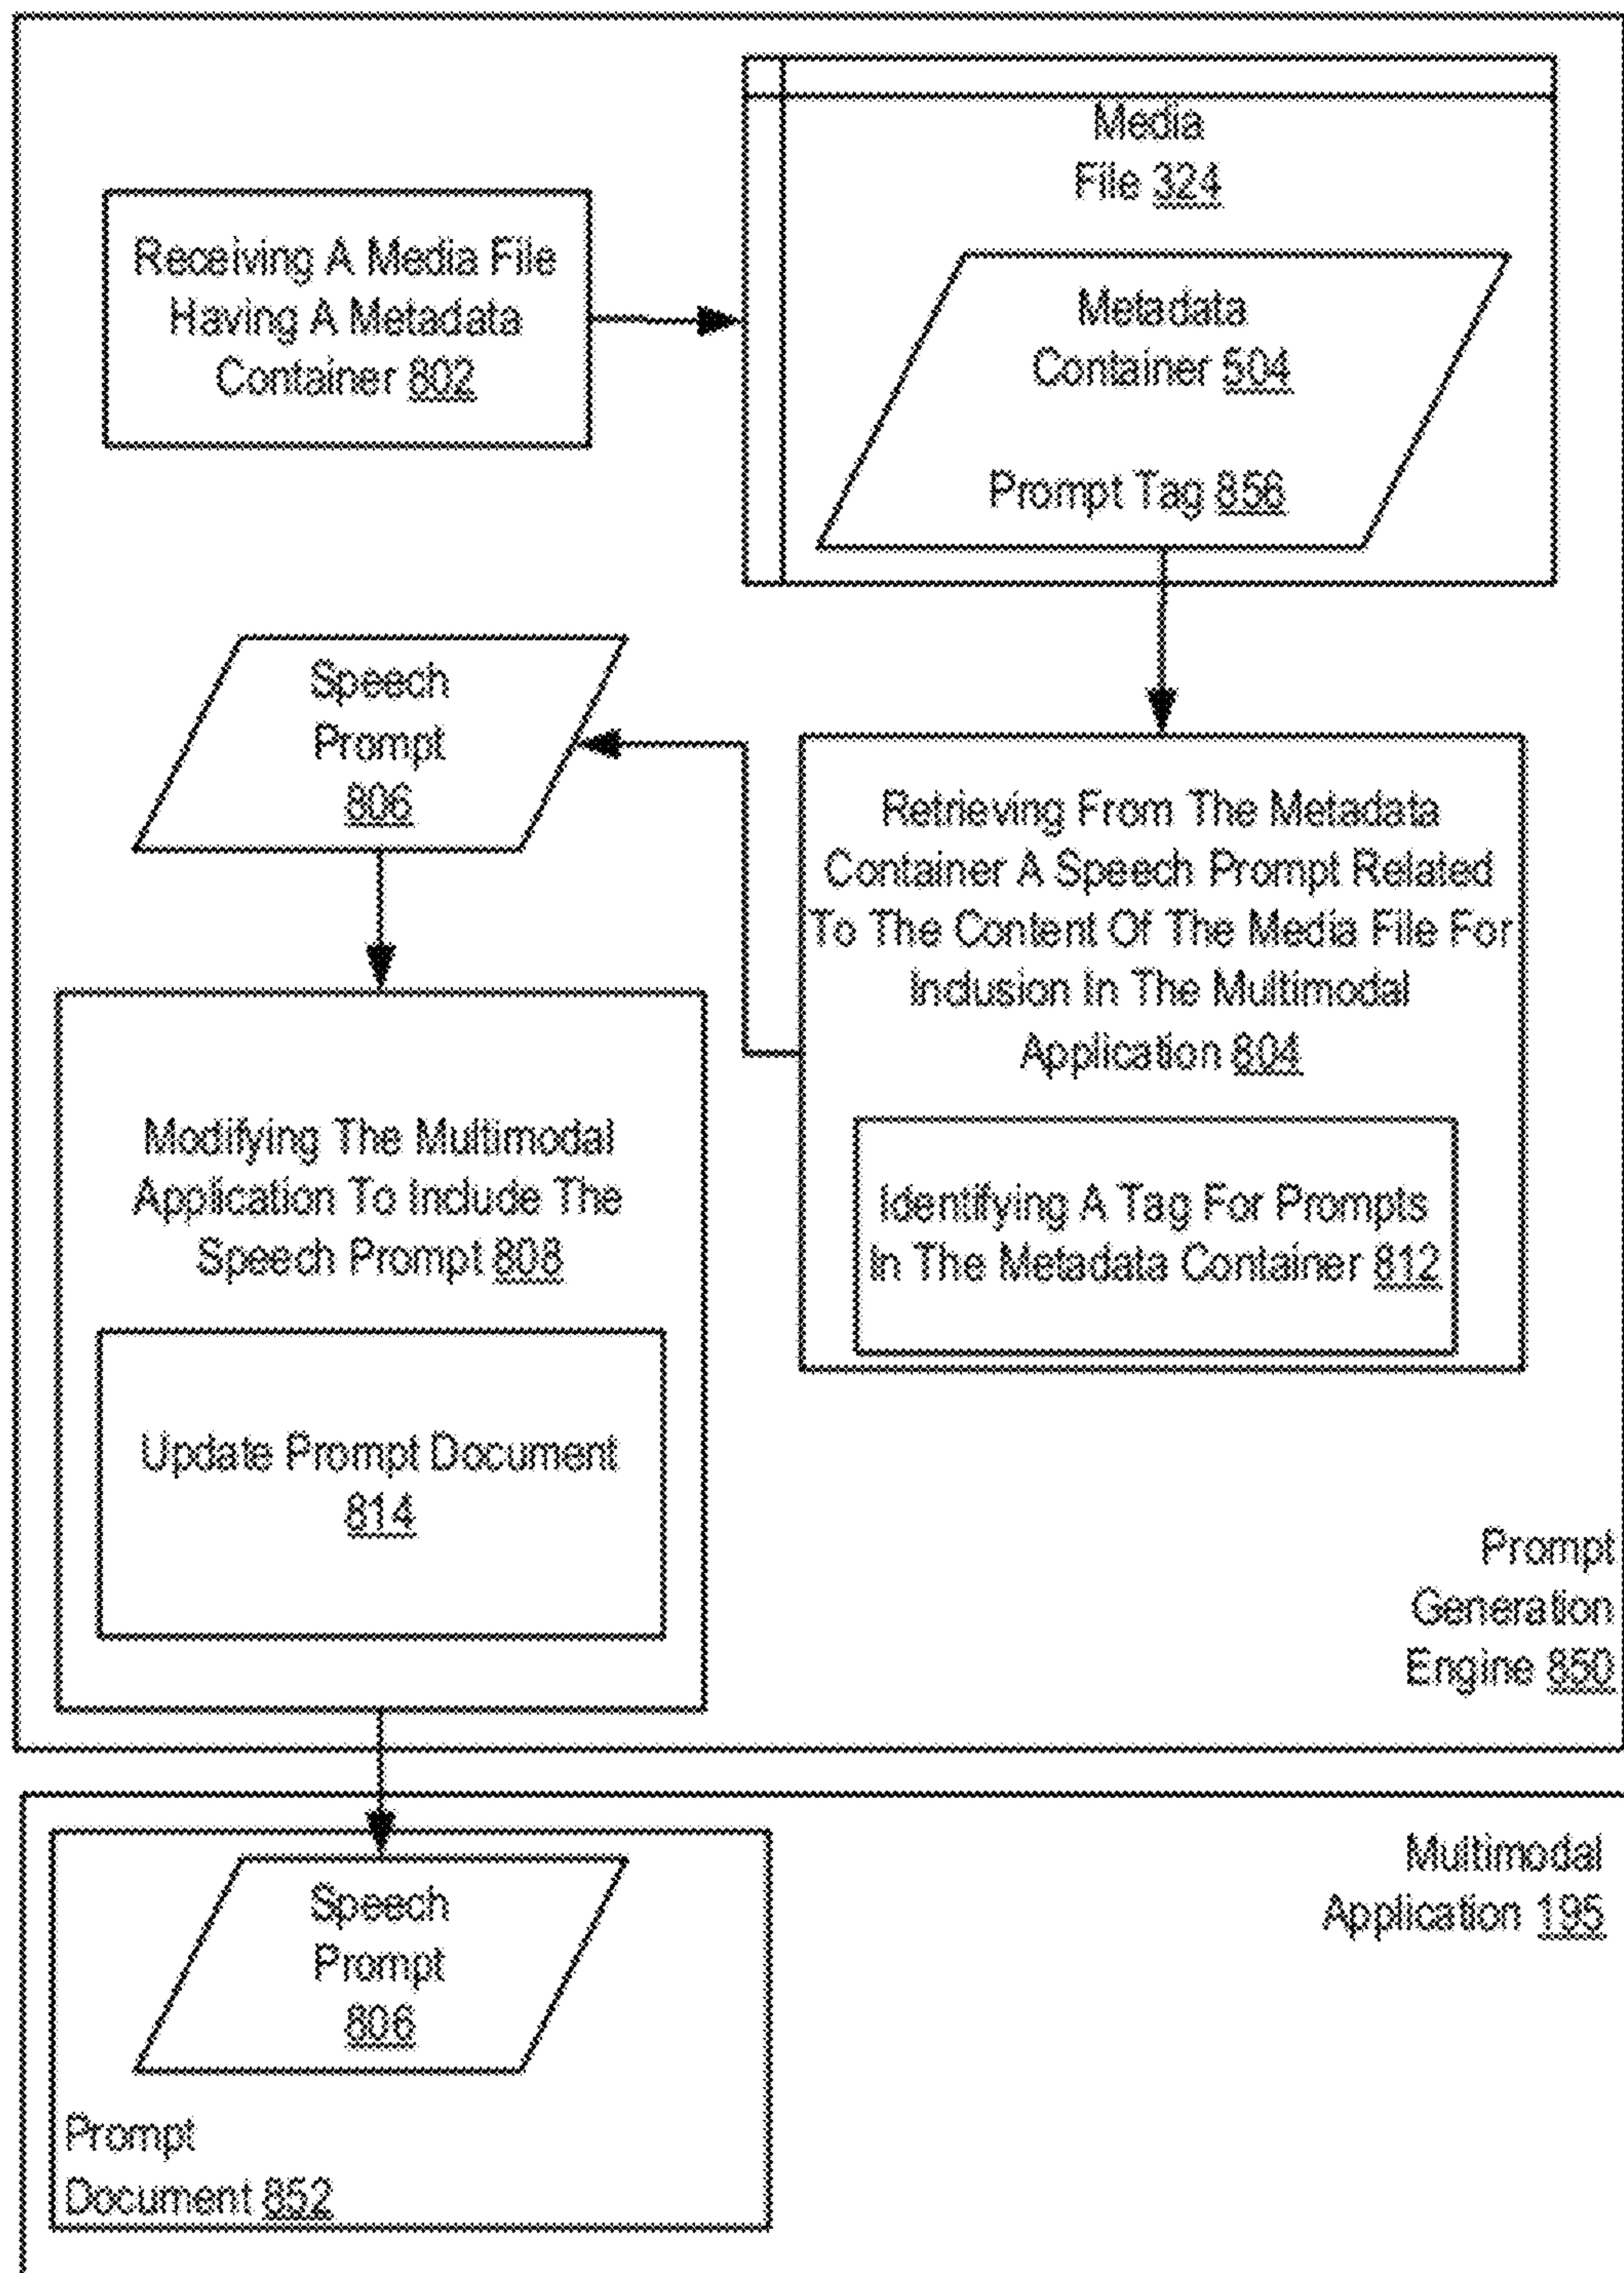 Media
File 324
Receiving A Media File
Having A Metadata
Container 802
Metadata
Container 504
Prompt Tag 856
Speech
Prompt
806
Retrieving From The Metadata
Container A Speech Prompt Related
To The Content Of The Media File For
Inclusion In The Multimodal
Application 804
Identifying A Tag For Prompts
In The Metadata Container 812
Modifying The Multimodal
Application To Include The
Speech Prompt 808
Update Prompt Document
814
Prompt
Generation
Engine 850
Multimodal
Application 195
Speech
Prompt
806
Prompt
Document 852